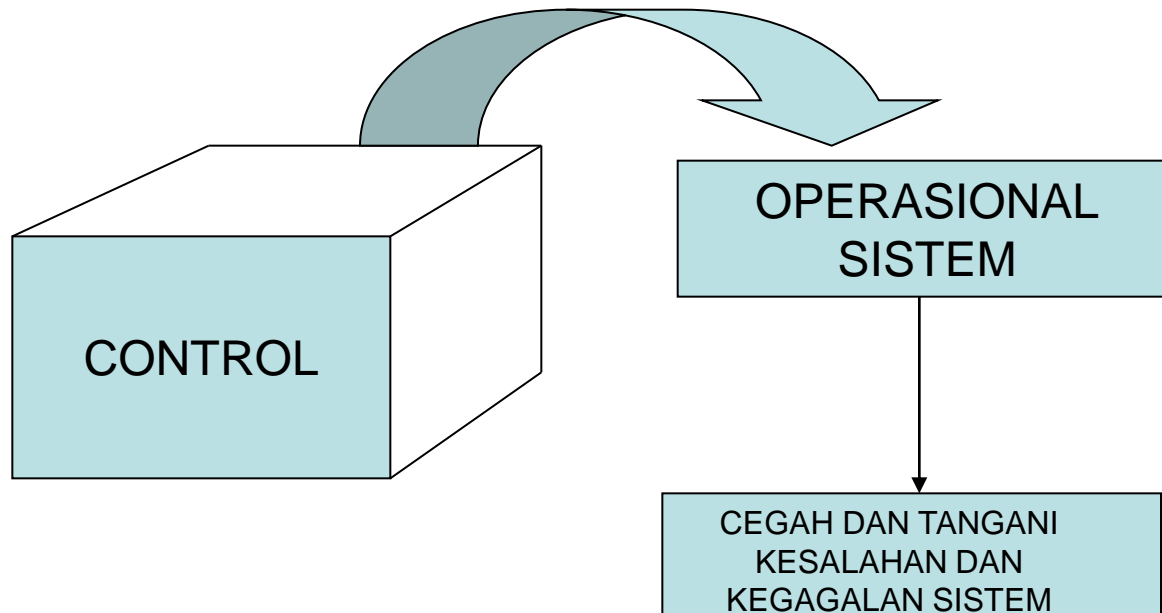 OPERASIONAL
SISTEM
CONTROL
CEGAH DAN TANGANI
KESALAHAN DAN
KEGAGALAN SISTEM